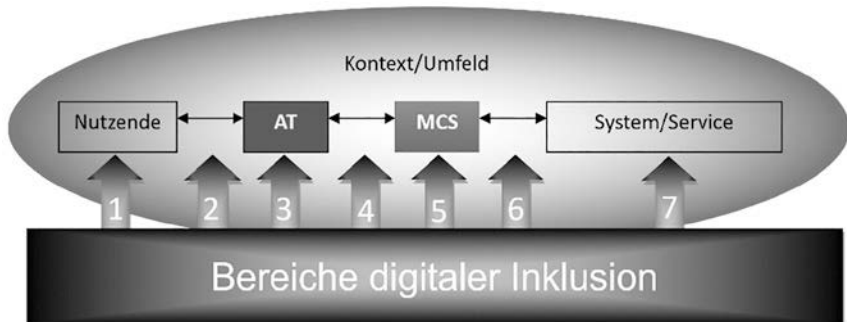 Kontext/Umfeld
Nutzende AT MCS System/Service
1 2 3 4 5 6 7
Bereiche digitaler Inklusion